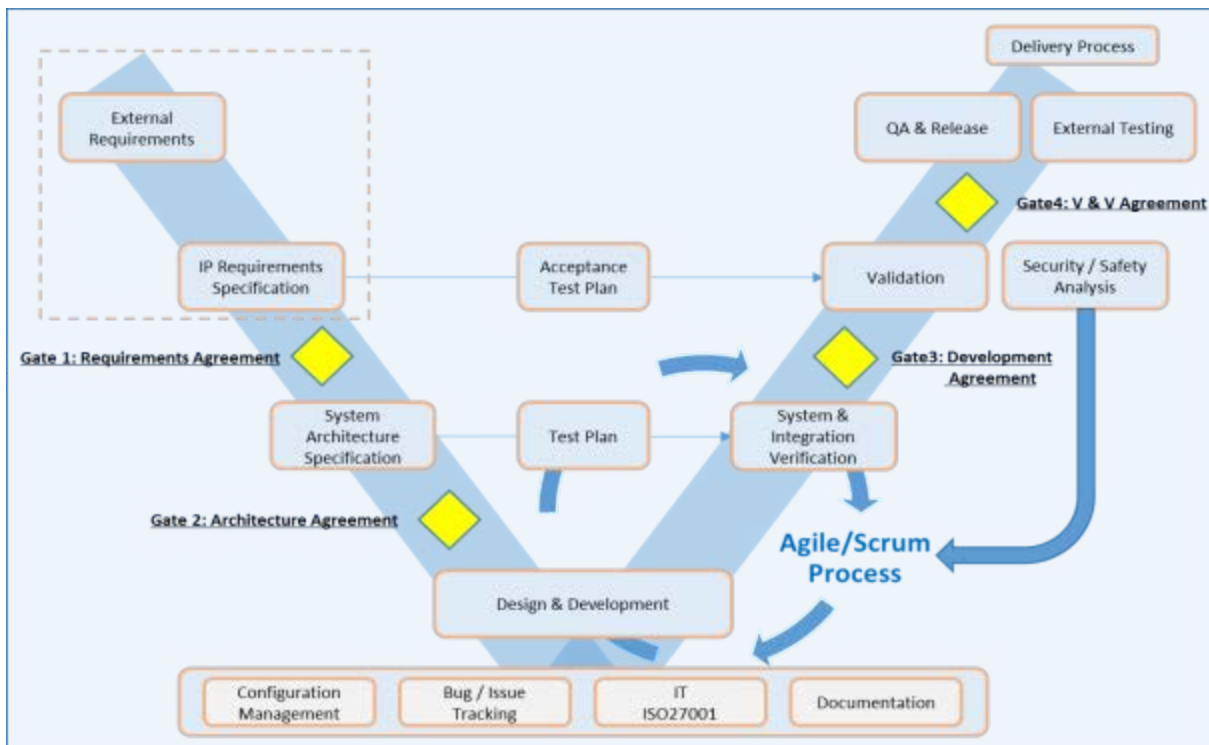 Delivery Process
External
Requirements
QA & Release
External Testing
Gate4: V & V Agreement
IP Requirements
Specification
Acceptance
Test Plan
Validation
Security / Safety
Analysis
Gate 1: Requirements Agreement
Gate3: Development
Agreement
System
Architecture
Specification
Test Plan
System &
Integration
Verification
Gate 2: Architecture Agreement
Agile/Scrum
Process
Design & Development
Configuration
Management
Bug / Issue
Tracking
IT
ISO27001
Documentation